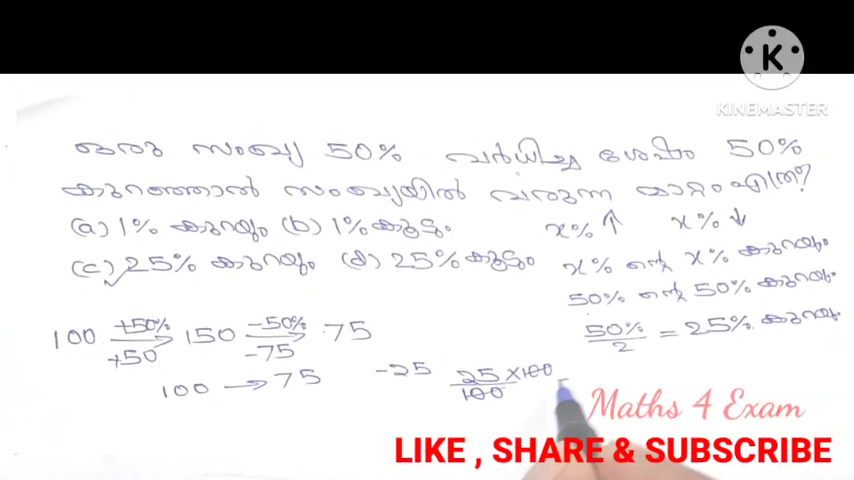 K
KINEMASTER
ഒരു സംഖ്യ 50% വർധിച്ച ശേഷം 50%
കുറഞ്ഞാൽ സംഖ്യയിൽ വരുന്ന മാറ്റം എത്ര?
(a) 1% കുറയും (b) 1% കൂടും
(c) 25% കുറയും (d) 25% കൂടും
x% ↑ x% ↓
x% ന്റെ x% കുറയും
50% ന്റെ 50% കുറയും
50%/2 = 25% കുറയും
100 +50% +50 → 150 -50% -75 → 75
100 → 75 -25 25×100/100 =
Maths 4 Exam
LIKE , SHARE & SUBSCRIBE